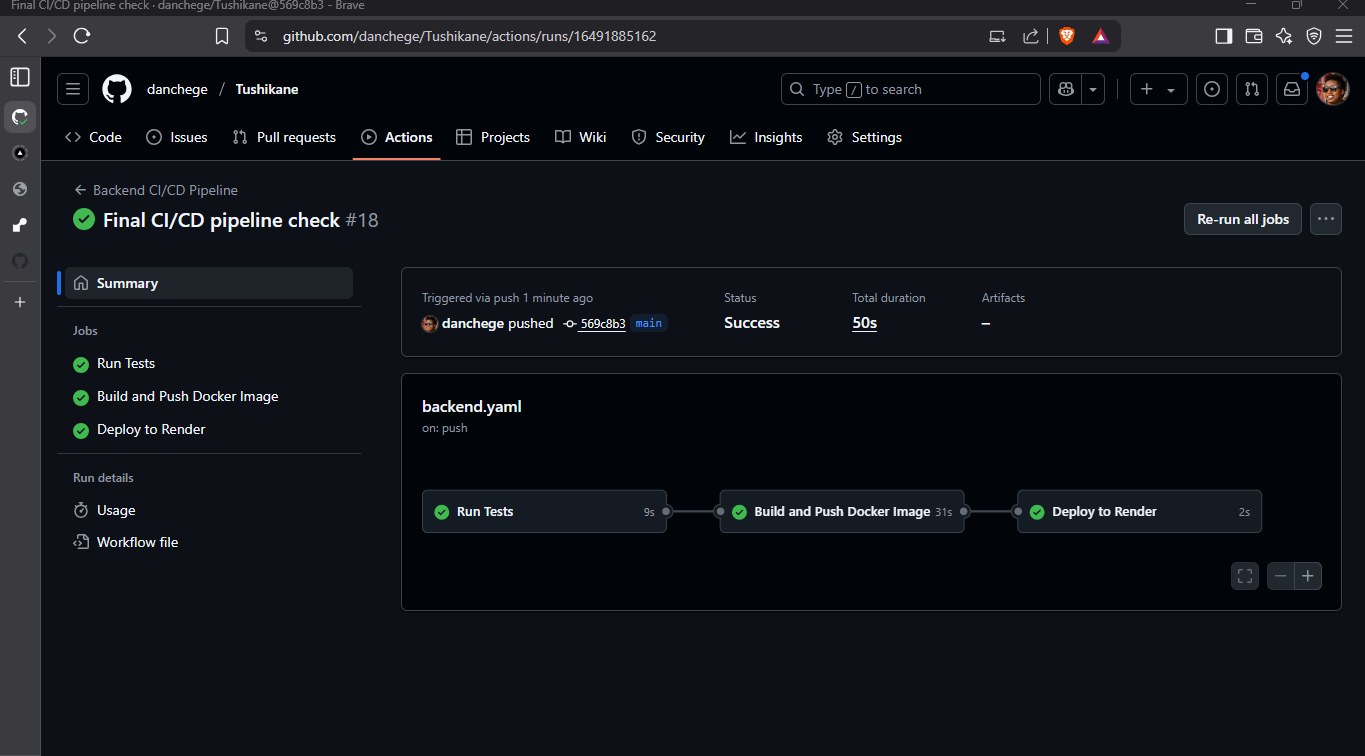 Final CI/CD pipeline check · danchege/Tushikane@569c8b3 - Brave
github.com/danchege/Tushikane/actions/runs/16491885162
danchege / Tushikane
Type / to search
Code Issues Pull requests Actions Projects Wiki Security Insights Settings
Backend CI/CD Pipeline
Final CI/CD pipeline check #18
Re-run all jobs
Summary
Jobs
Run Tests
Build and Push Docker Image
Deploy to Render
Run details
Usage
Workflow file
Triggered via push 1 minute ago
danchege pushed 569c8b3 main
Status
Success
Total duration
50s
Artifacts
–
backend.yaml
on: push
Run Tests 9s
Build and Push Docker Image 31s
Deploy to Render 2s